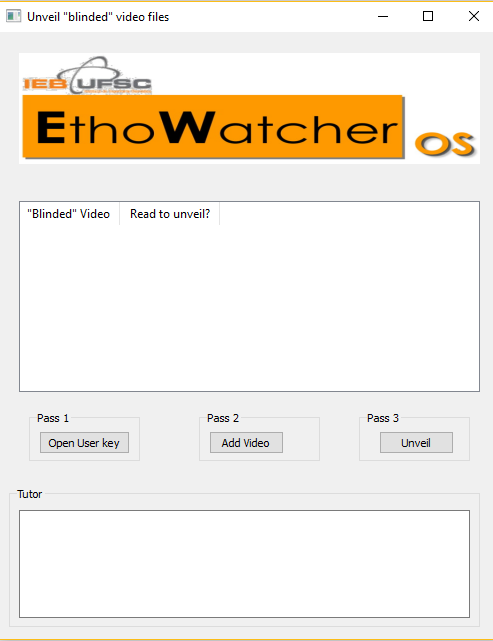 Unveil "blinded" video files
IEB UFSC
EthoWatcher OS
"Blinded" Video Read to unveil?
Pass 1 Pass 2 Pass 3
Open User key Add Video Unveil
Tutor